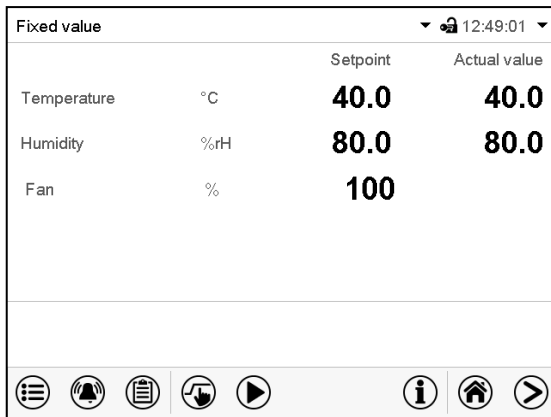 Fixed value 12:49:01
Setpoint Actual value
Temperature °C 40.0 40.0
Humidity %rH 80.0 80.0
Fan % 100